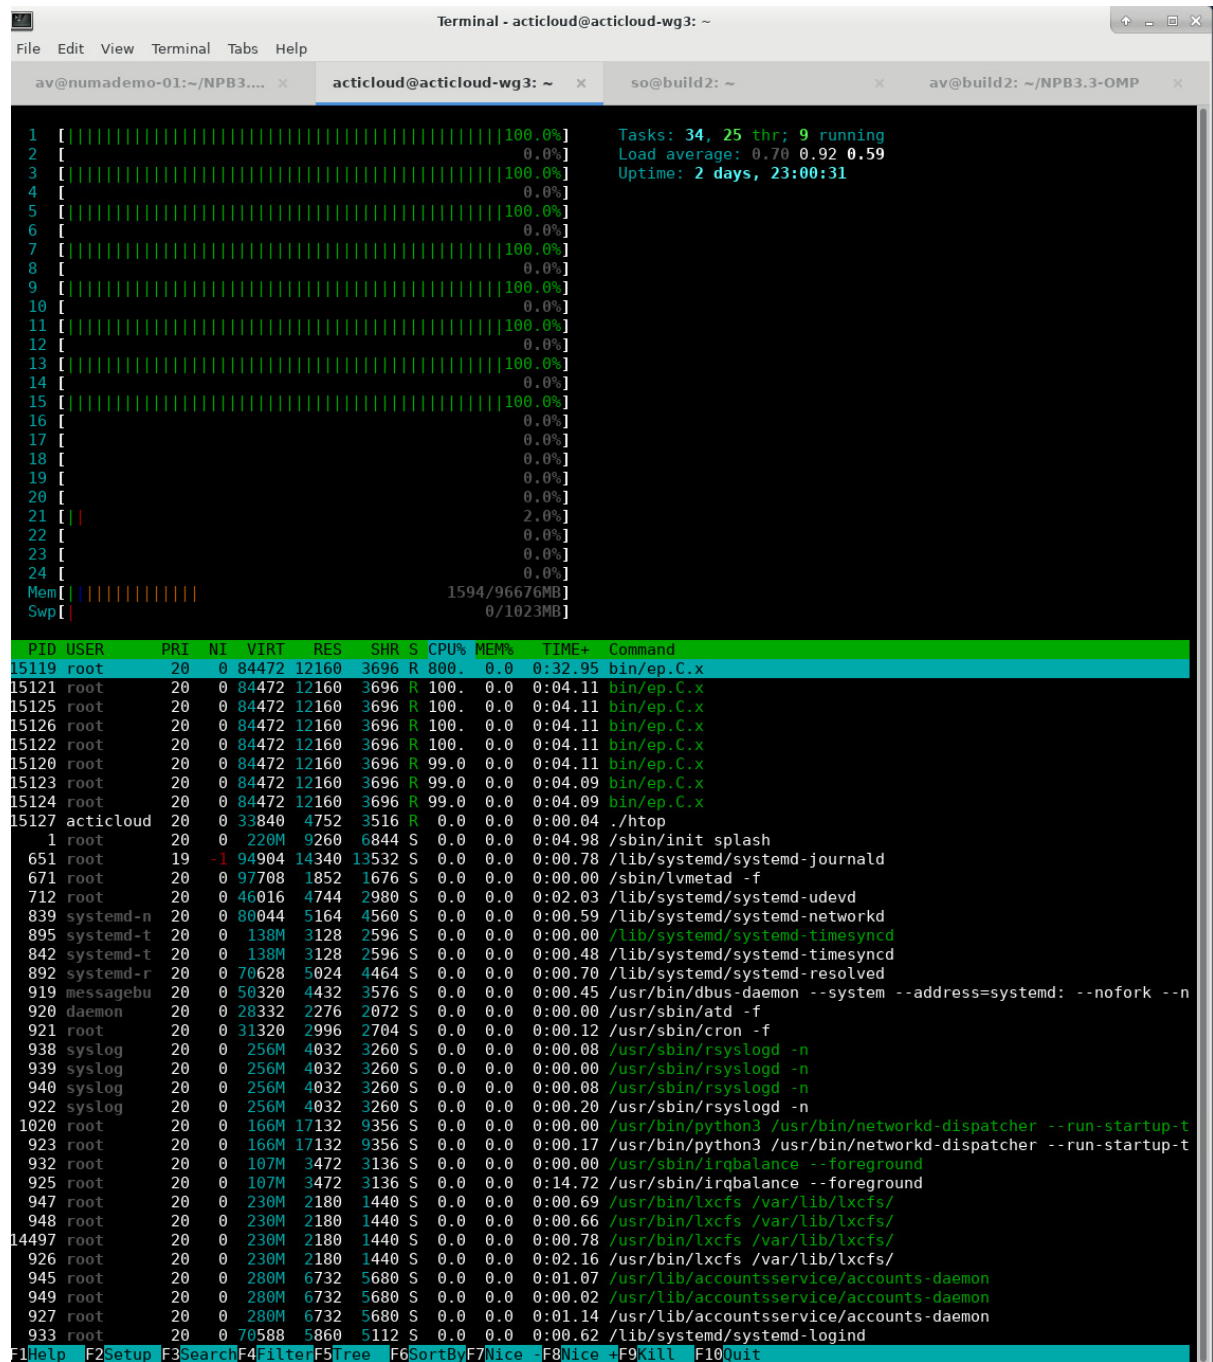 Terminal - acticloud@acticloud-wg3: ~
File Edit View Terminal Tabs Help
av@numademo-01:~/NPB3.... × acticloud@acticloud-wg3: ~ × so@build2: ~ × av@build2: ~/NPB3.3-OMP ×
1 [||||||||||||||||||||||||||||||||||||||||||||||100.0%] Tasks: 34, 25 thr; 9 running
2 [ 0.0%] Load average: 0.70 0.92 0.59
3 [||||||||||||||||||||||||||||||||||||||||||||||100.0%] Uptime: 2 days, 23:00:31
4 [ 0.0%]
5 [||||||||||||||||||||||||||||||||||||||||||||||100.0%]
6 [ 0.0%]
7 [||||||||||||||||||||||||||||||||||||||||||||||100.0%]
8 [ 0.0%]
9 [||||||||||||||||||||||||||||||||||||||||||||||100.0%]
10 [ 0.0%]
11 [||||||||||||||||||||||||||||||||||||||||||||||100.0%]
12 [ 0.0%]
13 [||||||||||||||||||||||||||||||||||||||||||||||100.0%]
14 [ 0.0%]
15 [||||||||||||||||||||||||||||||||||||||||||||||100.0%]
16 [ 0.0%]
17 [ 0.0%]
18 [ 0.0%]
19 [ 0.0%]
20 [ 0.0%]
21 [|| 2.0%]
22 [ 0.0%]
23 [ 0.0%]
24 [ 0.0%]
Mem[|||||||||||||| 1594/96676MB]
Swp[| 0/1023MB]
PID USER PRI NI VIRT RES SHR S CPU% MEM% TIME+ Command
15119 root 20 0 84472 12160 3696 R 800. 0.0 0:32.95 bin/ep.C.x
15121 root 20 0 84472 12160 3696 R 100. 0.0 0:04.11 bin/ep.C.x
15125 root 20 0 84472 12160 3696 R 100. 0.0 0:04.11 bin/ep.C.x
15126 root 20 0 84472 12160 3696 R 100. 0.0 0:04.11 bin/ep.C.x
15122 root 20 0 84472 12160 3696 R 100. 0.0 0:04.11 bin/ep.C.x
15120 root 20 0 84472 12160 3696 R 99.0 0.0 0:04.11 bin/ep.C.x
15123 root 20 0 84472 12160 3696 R 99.0 0.0 0:04.09 bin/ep.C.x
15124 root 20 0 84472 12160 3696 R 99.0 0.0 0:04.09 bin/ep.C.x
15127 acticloud 20 0 33840 4752 3516 R 0.0 0.0 0:00.04 ./htop
1 root 20 0 220M 9260 6844 S 0.0 0.0 0:04.98 /sbin/init splash
651 root 19 -1 94904 14340 13532 S 0.0 0.0 0:00.78 /lib/systemd/systemd-journald
671 root 20 0 97708 1852 1676 S 0.0 0.0 0:00.00 /sbin/lvmetad -f
712 root 20 0 46016 4744 2980 S 0.0 0.0 0:02.03 /lib/systemd/systemd-udevd
839 systemd-n 20 0 80044 5164 4560 S 0.0 0.0 0:00.59 /lib/systemd/systemd-networkd
895 systemd-t 20 0 138M 3128 2596 S 0.0 0.0 0:00.00 /lib/systemd/systemd-timesyncd
842 systemd-t 20 0 138M 3128 2596 S 0.0 0.0 0:00.48 /lib/systemd/systemd-timesyncd
892 systemd-r 20 0 70628 5024 4464 S 0.0 0.0 0:00.70 /lib/systemd/systemd-resolved
919 messagebu 20 0 50320 4432 3576 S 0.0 0.0 0:00.45 /usr/bin/dbus-daemon --system --address=systemd: --nofork --n
920 daemon 20 0 28332 2276 2072 S 0.0 0.0 0:00.00 /usr/sbin/atd -f
921 root 20 0 31320 2996 2704 S 0.0 0.0 0:00.12 /usr/sbin/cron -f
938 syslog 20 0 256M 4032 3260 S 0.0 0.0 0:00.08 /usr/sbin/rsyslogd -n
939 syslog 20 0 256M 4032 3260 S 0.0 0.0 0:00.00 /usr/sbin/rsyslogd -n
940 syslog 20 0 256M 4032 3260 S 0.0 0.0 0:00.08 /usr/sbin/rsyslogd -n
922 syslog 20 0 256M 4032 3260 S 0.0 0.0 0:00.20 /usr/sbin/rsyslogd -n
1020 root 20 0 166M 17132 9356 S 0.0 0.0 0:00.00 /usr/bin/python3 /usr/bin/networkd-dispatcher --run-startup-t
923 root 20 0 166M 17132 9356 S 0.0 0.0 0:00.17 /usr/bin/python3 /usr/bin/networkd-dispatcher --run-startup-t
932 root 20 0 107M 3472 3136 S 0.0 0.0 0:00.00 /usr/sbin/irqbalance --foreground
925 root 20 0 107M 3472 3136 S 0.0 0.0 0:14.72 /usr/sbin/irqbalance --foreground
947 root 20 0 230M 2180 1440 S 0.0 0.0 0:00.69 /usr/bin/lxcfs /var/lib/lxcfs/
948 root 20 0 230M 2180 1440 S 0.0 0.0 0:00.66 /usr/bin/lxcfs /var/lib/lxcfs/
14497 root 20 0 230M 2180 1440 S 0.0 0.0 0:00.78 /usr/bin/lxcfs /var/lib/lxcfs/
926 root 20 0 230M 2180 1440 S 0.0 0.0 0:02.16 /usr/bin/lxcfs /var/lib/lxcfs/
945 root 20 0 280M 6732 5680 S 0.0 0.0 0:01.07 /usr/lib/accountsservice/accounts-daemon
949 root 20 0 280M 6732 5680 S 0.0 0.0 0:00.02 /usr/lib/accountsservice/accounts-daemon
927 root 20 0 280M 6732 5680 S 0.0 0.0 0:01.14 /usr/lib/accountsservice/accounts-daemon
933 root 20 0 70588 5860 5112 S 0.0 0.0 0:00.62 /lib/systemd/systemd-logind
F1Help F2Setup F3SearchF4FilterF5Tree F6SortByF7Nice -F8Nice +F9Kill F10Quit